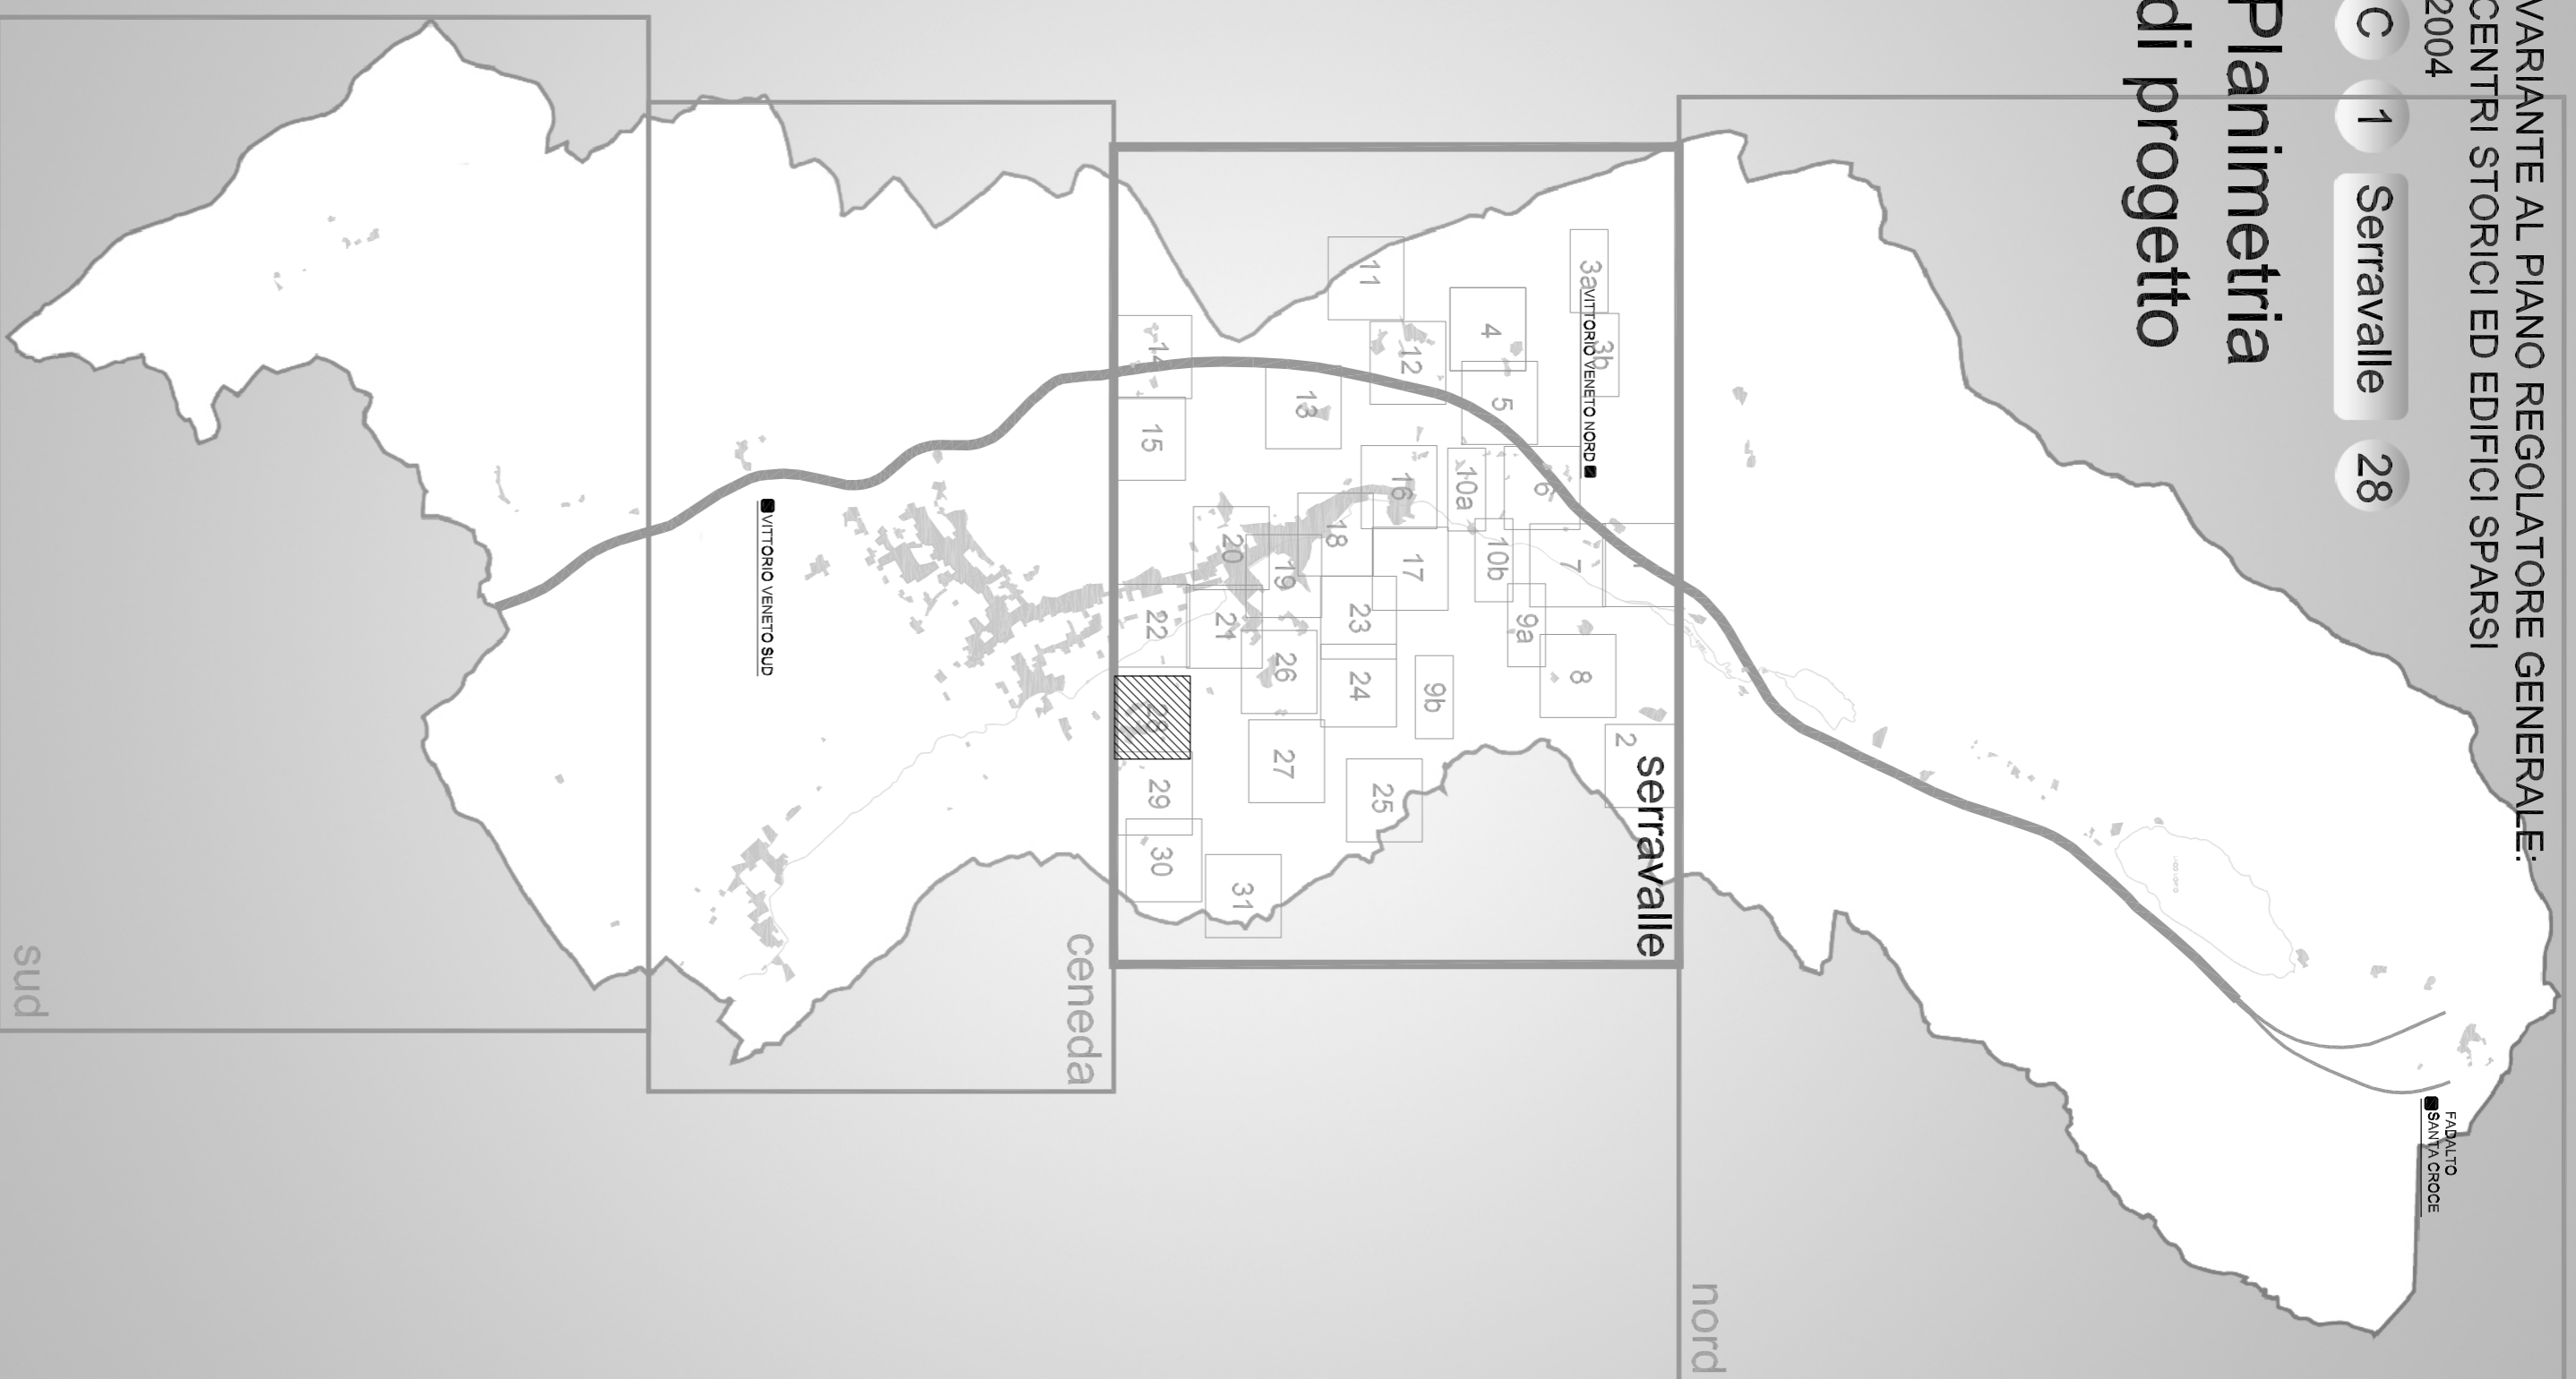 VARIANTE AL PIANO REGOLATORE GENERALE:
CENTRI STORICI ED EDIFICI SPARSI
2004
C 1 Serravalle 28
Planimetria
di progetto
nord
FADALTO
SANTA CROCE
Serravalle
2
3a
3b
VITTORIO VENETO NORD
4
5
6
7
8
9a
9b
10a
10b
11
12
13
14
15
16
17
18
19
20
21
22
23
24
25
26
27
28
29
30
31
ceneda
VITTORIO VENETO SUD
sud